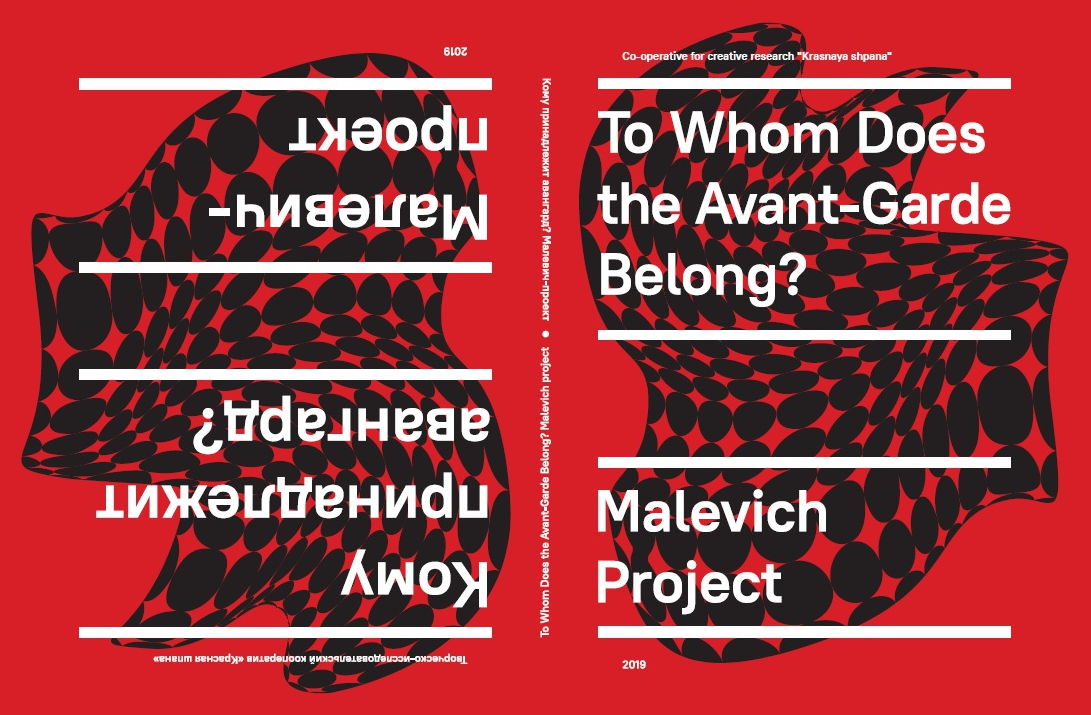 Co-operative for creative research "Krasnaya shpana"
To Whom Does
the Avant-Garde
Belong?
Malevich
Project
2019
To Whom Does the Avant-Garde Belong? Malevich project • Кому принадлежит авангард? Малевич-проект
Творческо-исследовательский кооператив «Красная шпана»
Кому
принадлежит
авангард?
Малевич-
проект
2019